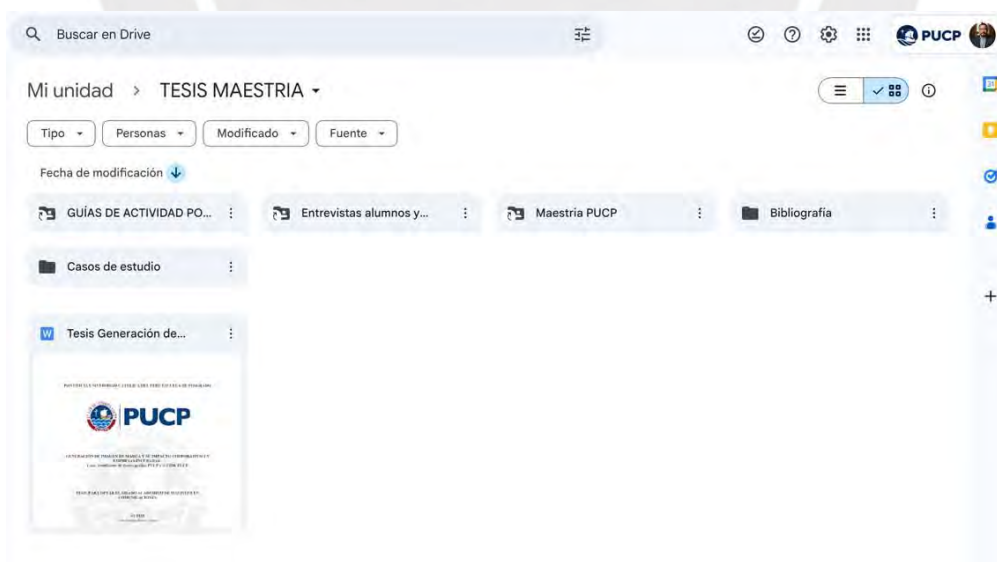 Buscar en Drive
PUCP
Mi unidad > TESIS MAESTRIA
Tipo
Personas
Modificado
Fuente
Fecha de modificación
GUÍAS DE ACTIVIDAD PO...
Entrevistas alumnos y...
Maestria PUCP
Bibliografía
Casos de estudio
W Tesis Generación de...
PUCP